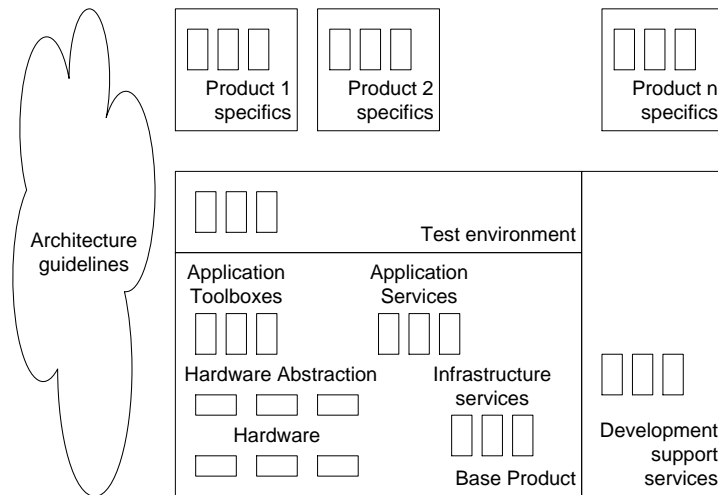 Product 1
specifics
Product 2
specifics
Product n
specifics
Architecture
guidelines
Test environment
Application
Toolboxes
Application
Services
Hardware Abstraction
Infrastructure
services
Hardware
Base Product
Development
support
services